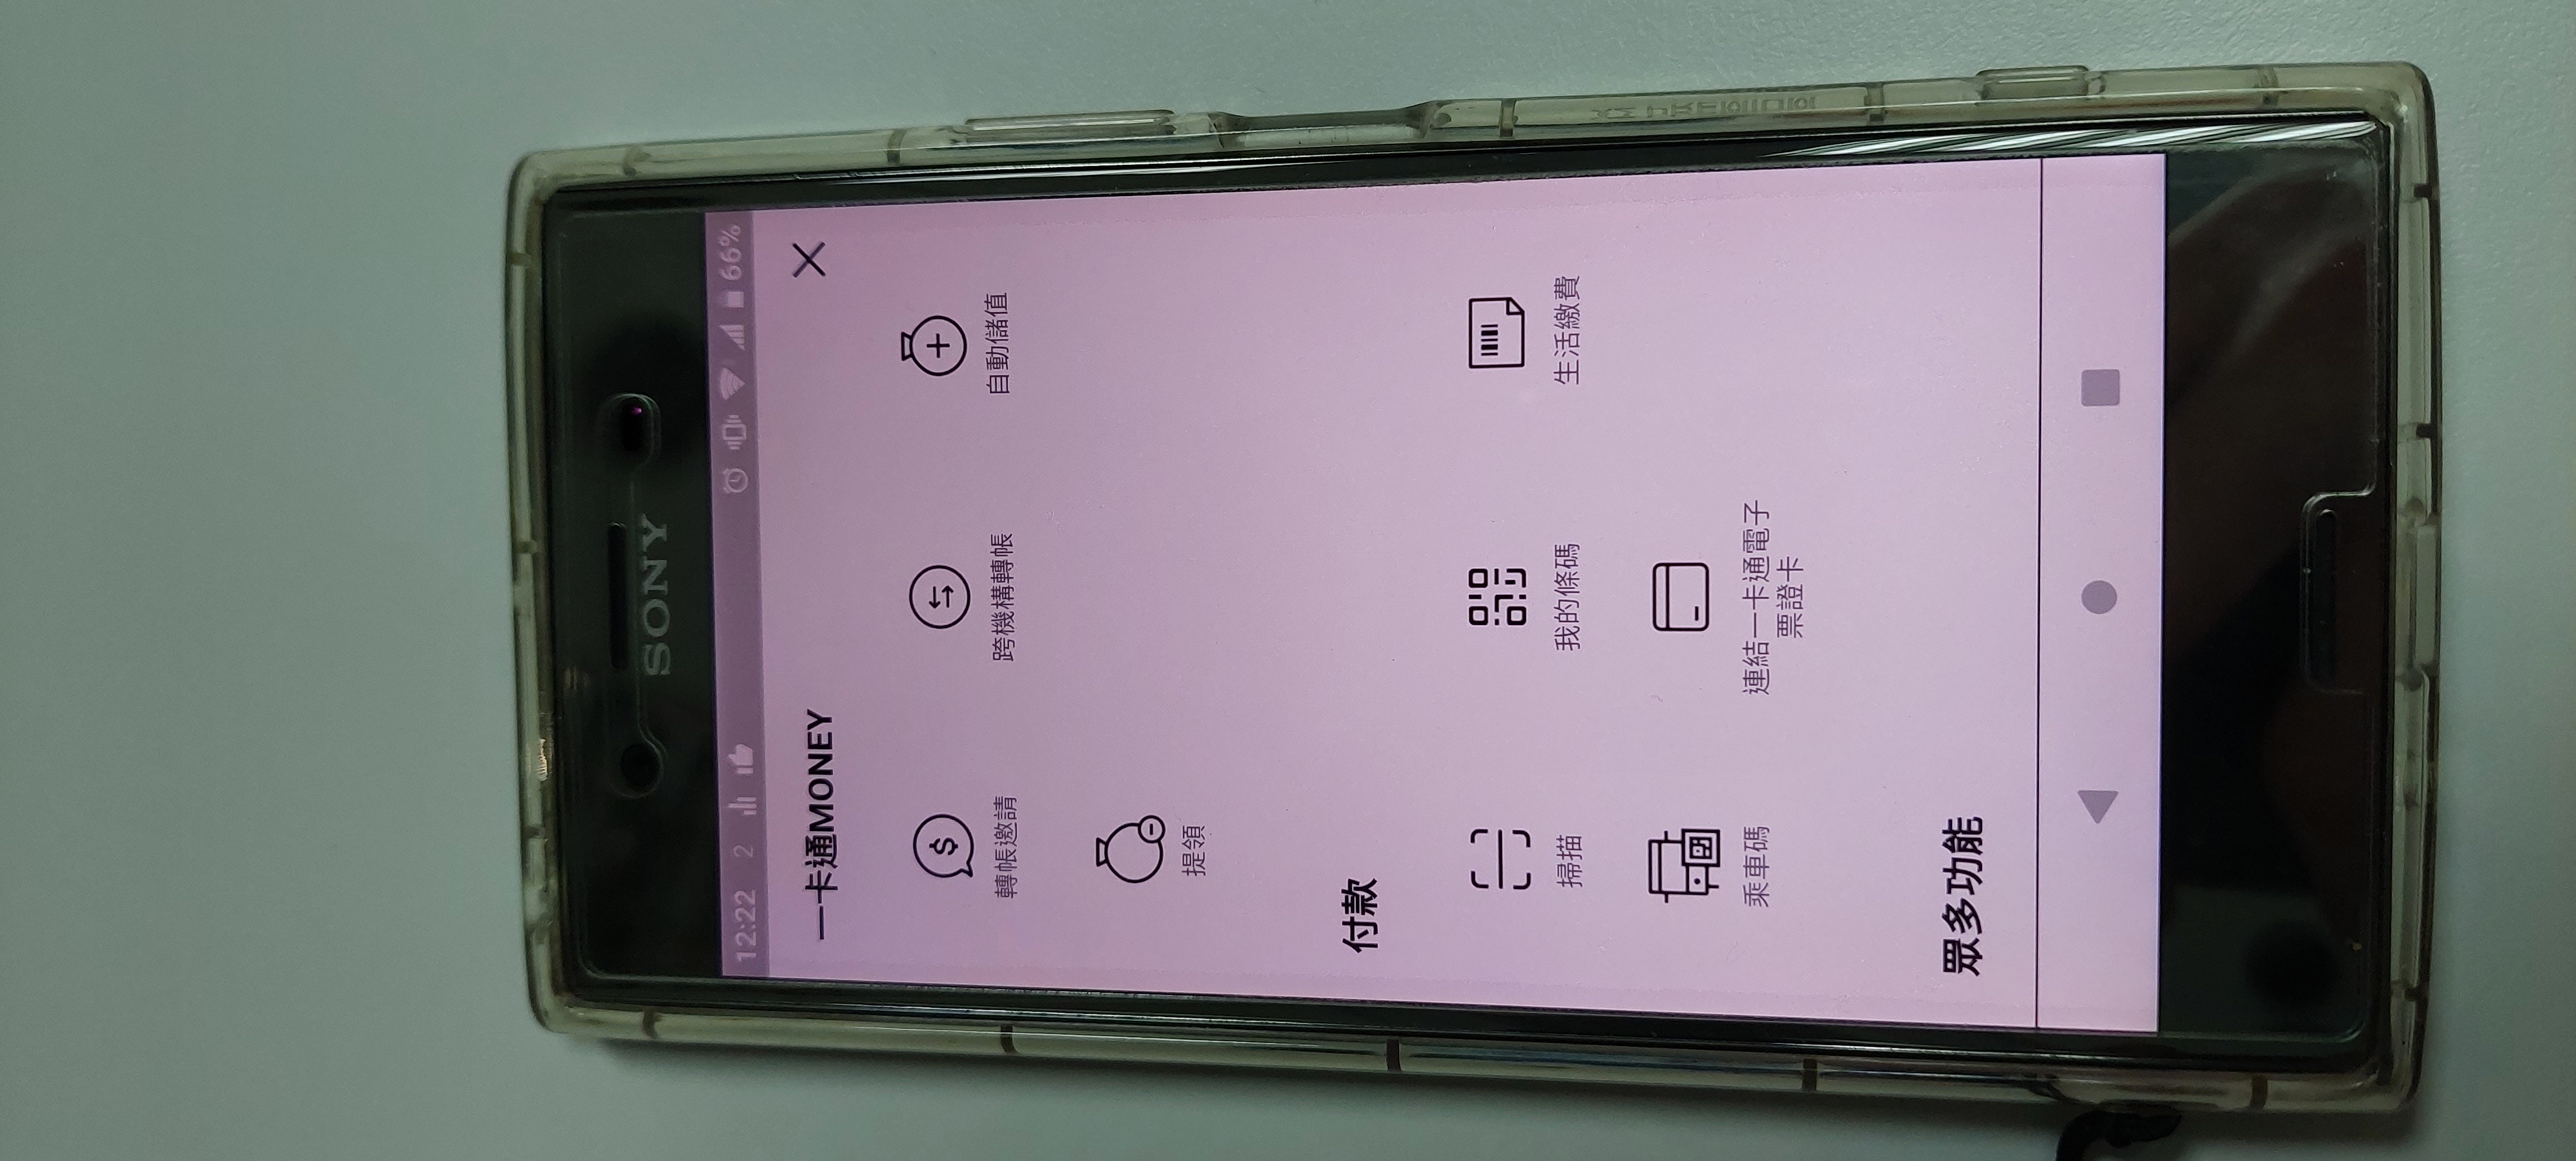 SONY
12:22 2 66%
一卡通MONEY
轉帳邀請 跨機構轉帳 自動儲值
提領
付款
掃描 我的條碼 生活繳費
乘車碼 連結一卡通電子
票證卡
眾多功能